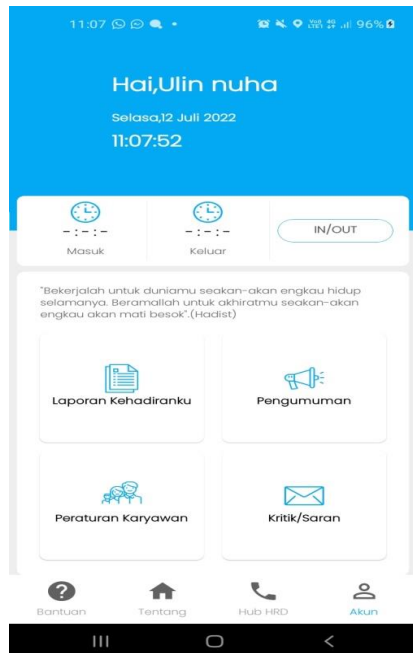 11:07
96%
Hai,Ulin nuha
Selasa,12 Juli 2022
11:07:52
-:-:-
-:-:-
IN/OUT
Masuk
Keluar
"Bekerjalah untuk duniamu seakan-akan engkau hidup
selamanya. Beramallah untuk akhiratmu seakan-akan
engkau akan mati besok".(Hadist)
Laporan Kehadiranku
Pengumuman
Peraturan Karyawan
Kritik/Saran
Bantuan
Tentang
Hub HRD
Akun